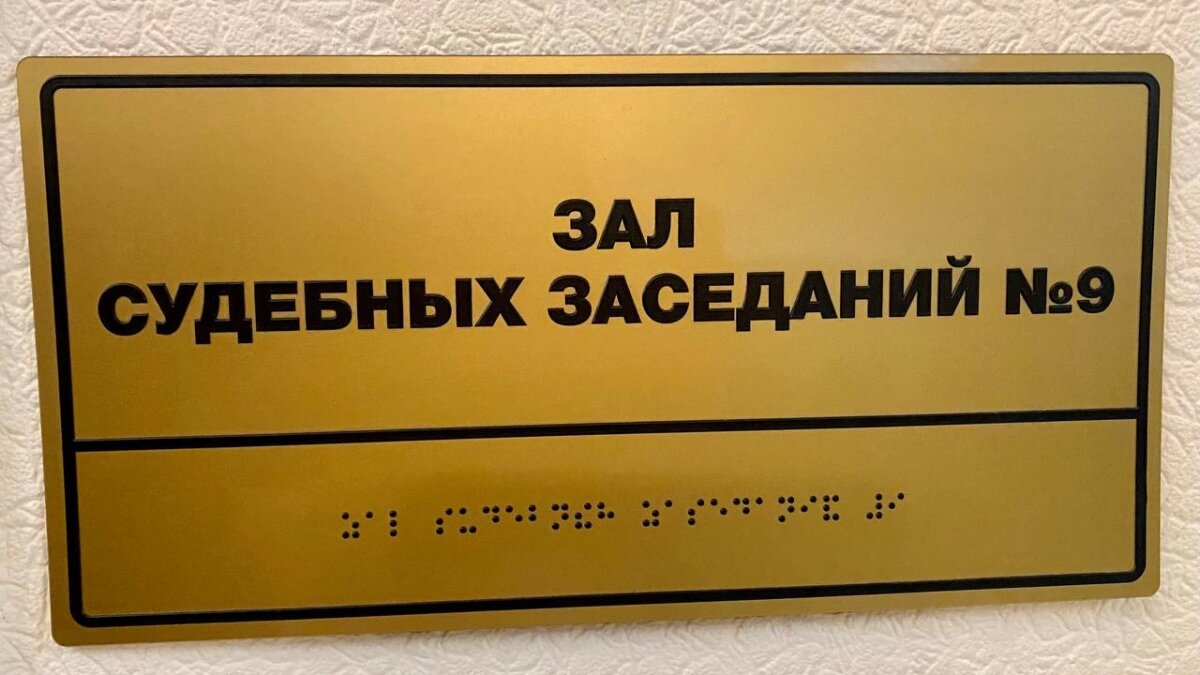 ЗАЛ
СУДЕБНЫХ ЗАСЕДАНИЙ №9
⠵⠁⠇ ⠎⠥⠙⠑⠃⠝⠮⠓ ⠵⠁⠎⠑⠙⠁⠝⠊⠯ ⠼⠊